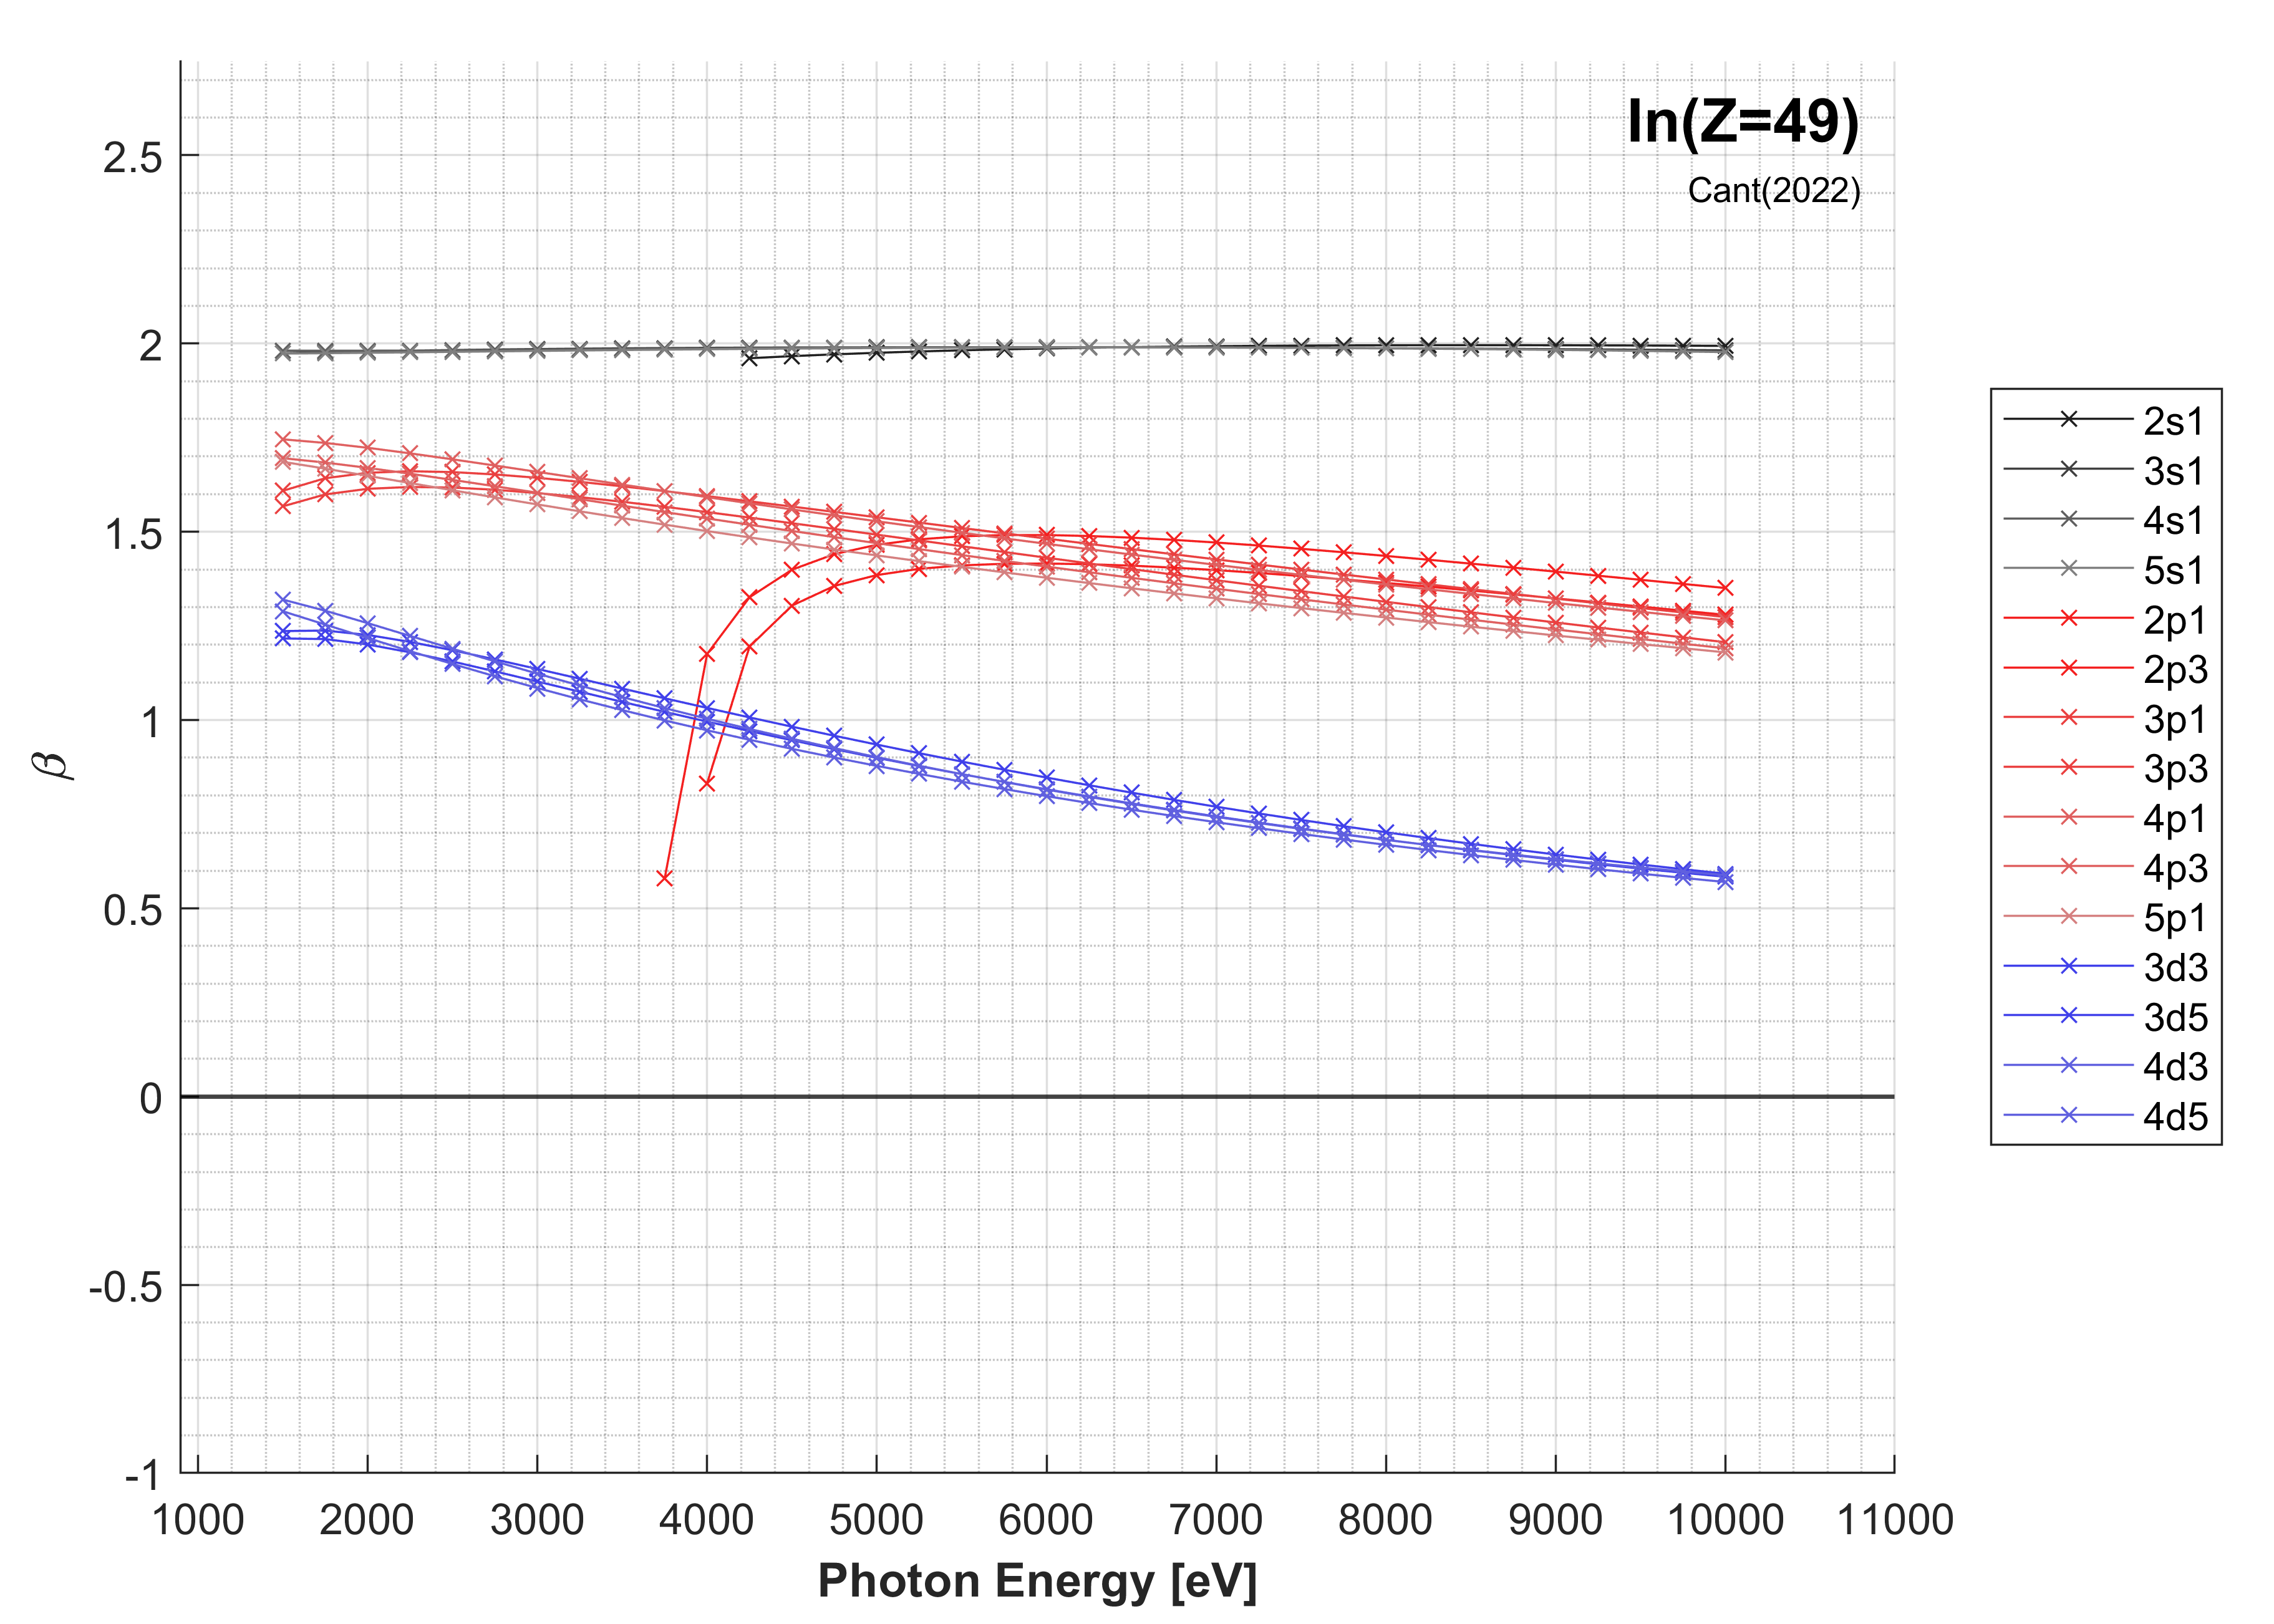 In(Z=49)
Cant(2022)
2.5
2
1.5
1
0.5
0
-0.5
-1
β
1000 2000 3000 4000 5000 6000 7000 8000 9000 10000 11000
Photon Energy [eV]
2s1
3s1
4s1
5s1
2p1
2p3
3p1
3p3
4p1
4p3
5p1
3d3
3d5
4d3
4d5